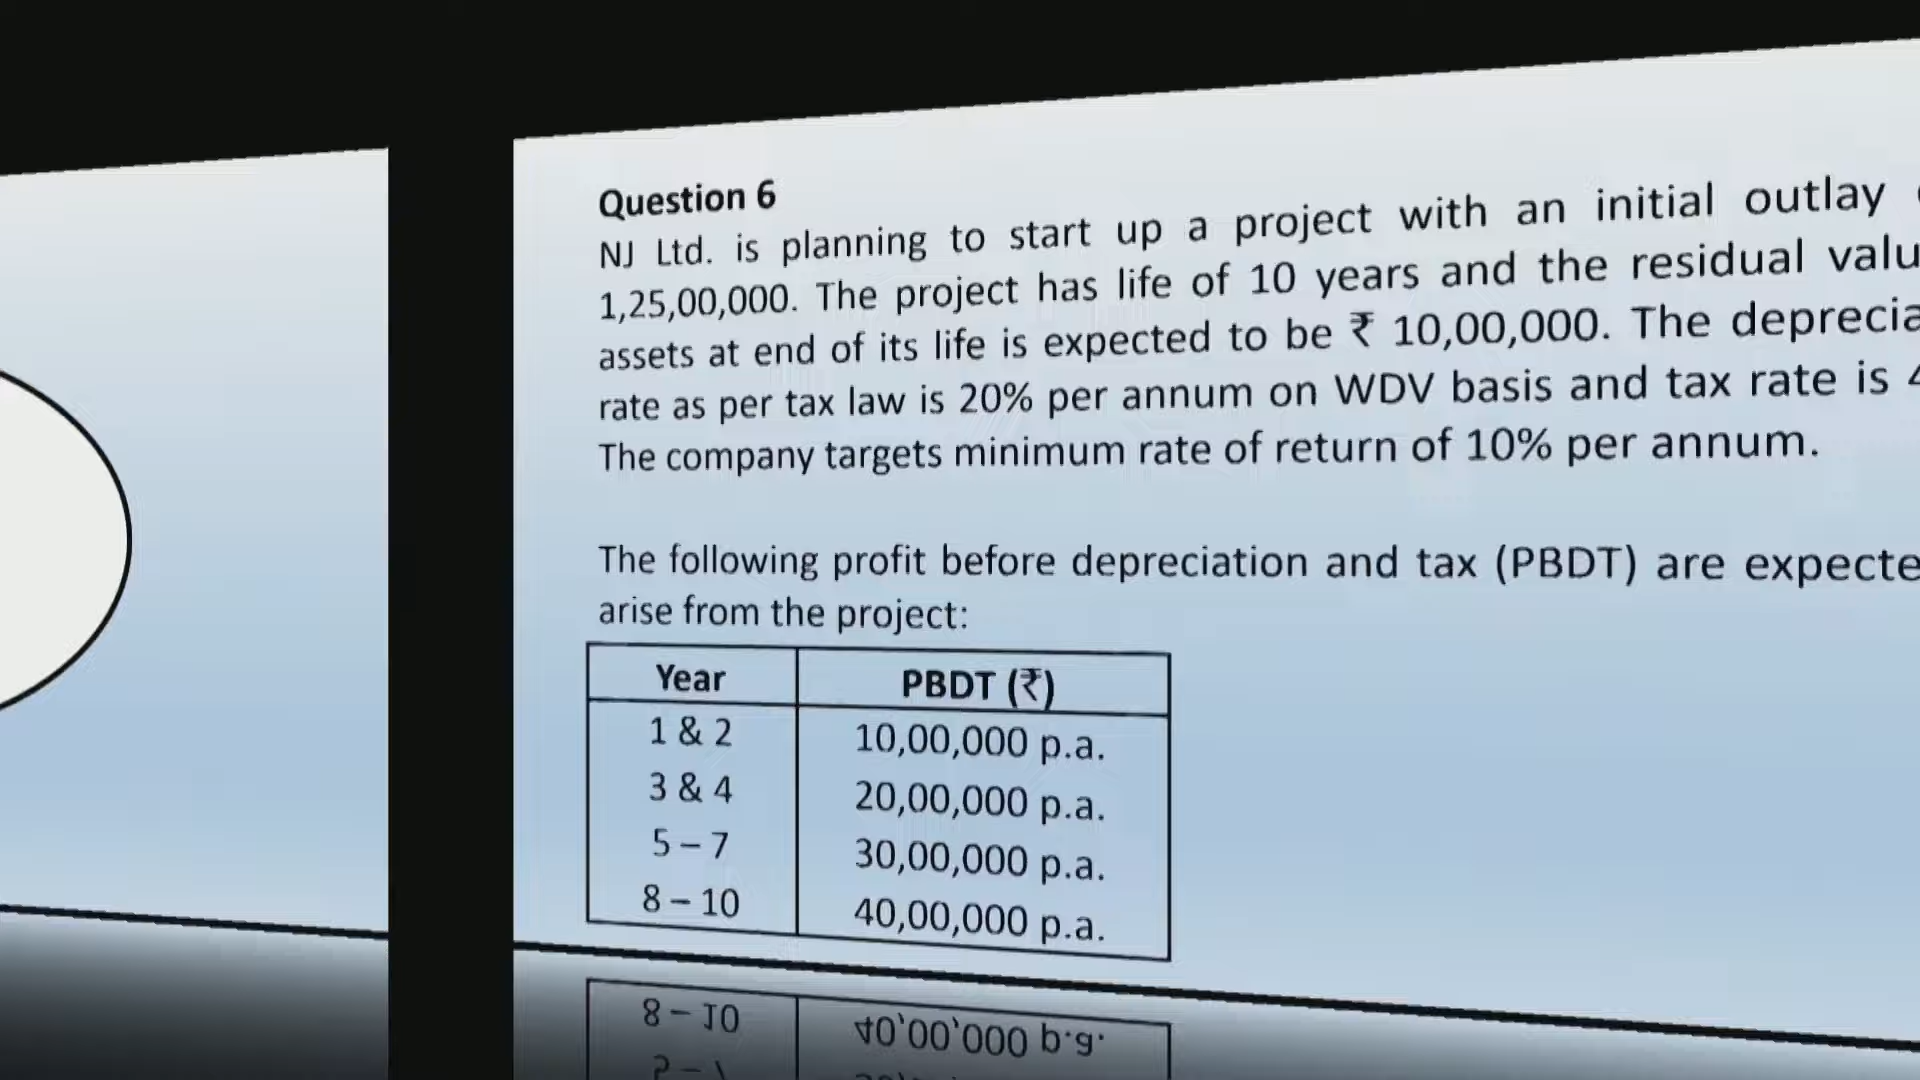 Question 6
NJ Ltd. is planning to start up a project with an initial outlay
1,25,00,000. The project has life of 10 years and the residual
assets at end of its life is expected to be ₹ 10,00,000. The
rate as per tax law is 20% per annum on WDV basis and tax rate is
The company targets minimum rate of return of 10% per annum.
The following profit before depreciation and tax (PBDT) are
arise from the project:
Year PBDT (₹)
1 & 2 10,00,000 p.a.
3 & 4 20,00,000 p.a.
5 – 7 30,00,000 p.a.
8 – 10 40,00,000 p.a.